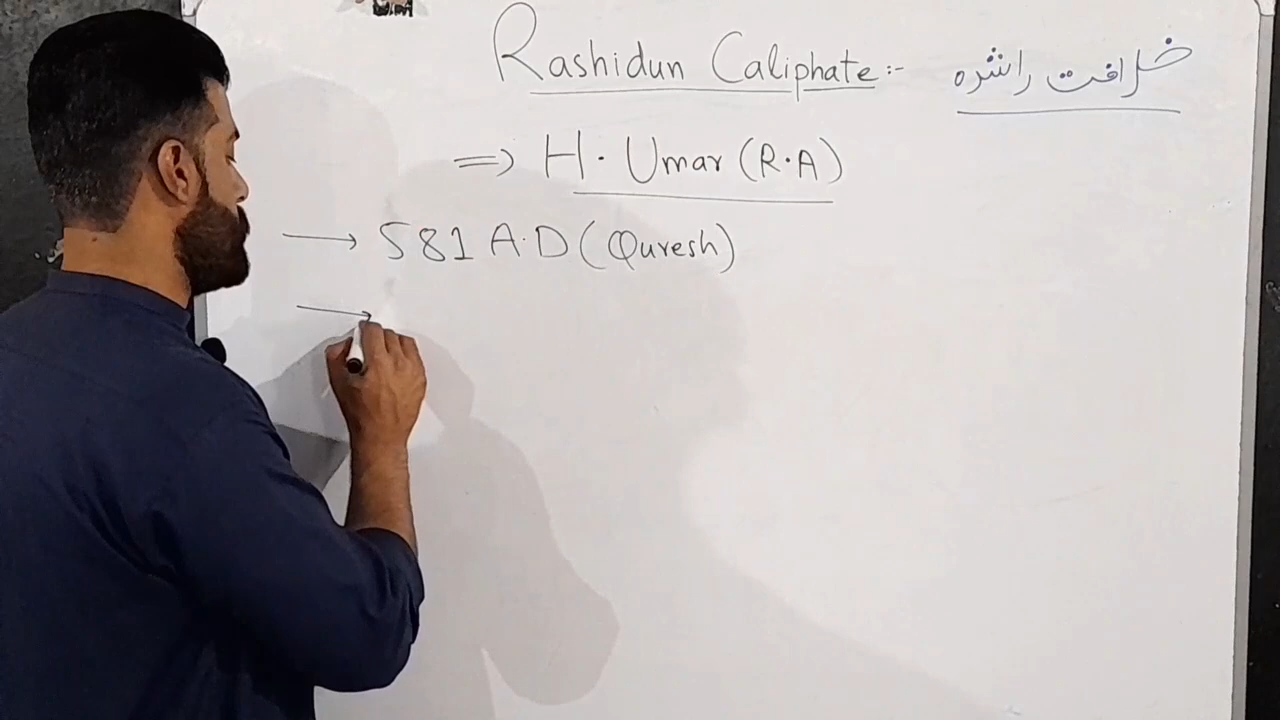 Rashidun Caliphate:- خلافت راشدہ
=> H. Umar (R.A)
→ 581 A.D (Quresh)
→